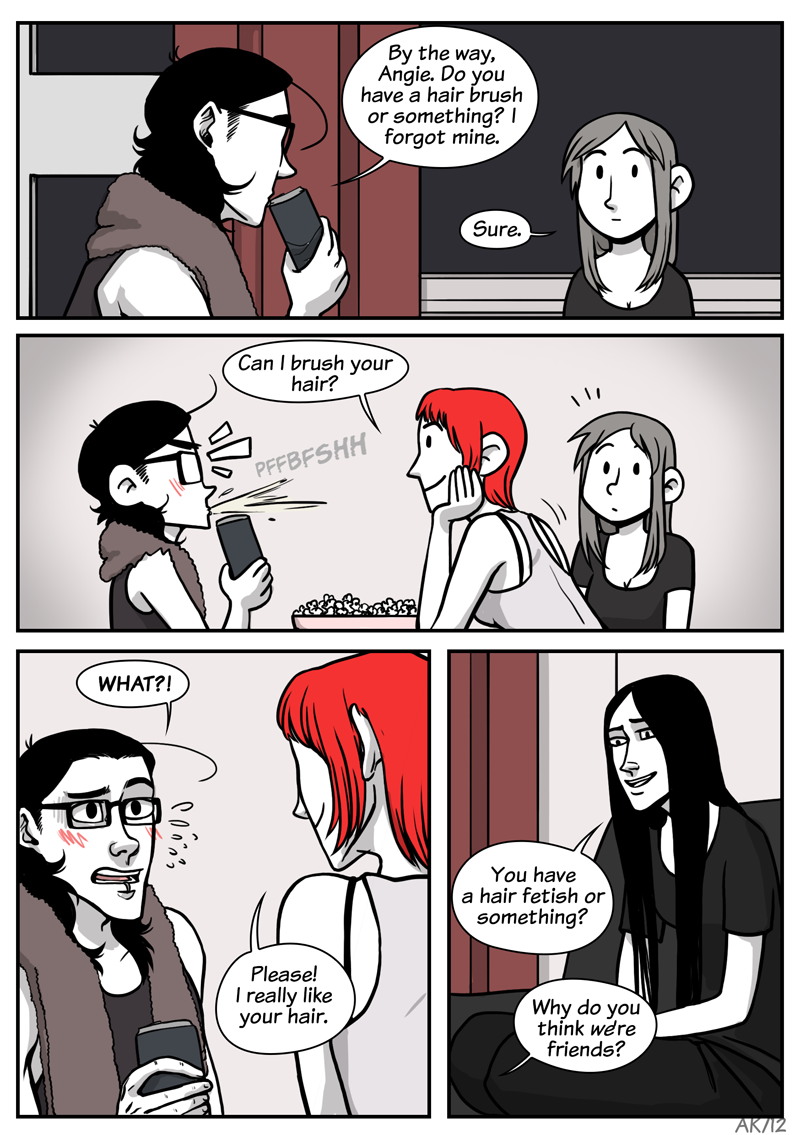 By the way,
Angie. Do you
have a hair brush
or something? I
forgot mine.
Sure.
Can I brush your
hair?
PFFBFSHH
WHAT?!
Please!
I really like
your hair.
You have
a hair fetish or
something?
Why do you
think we're
friends?
AK/12